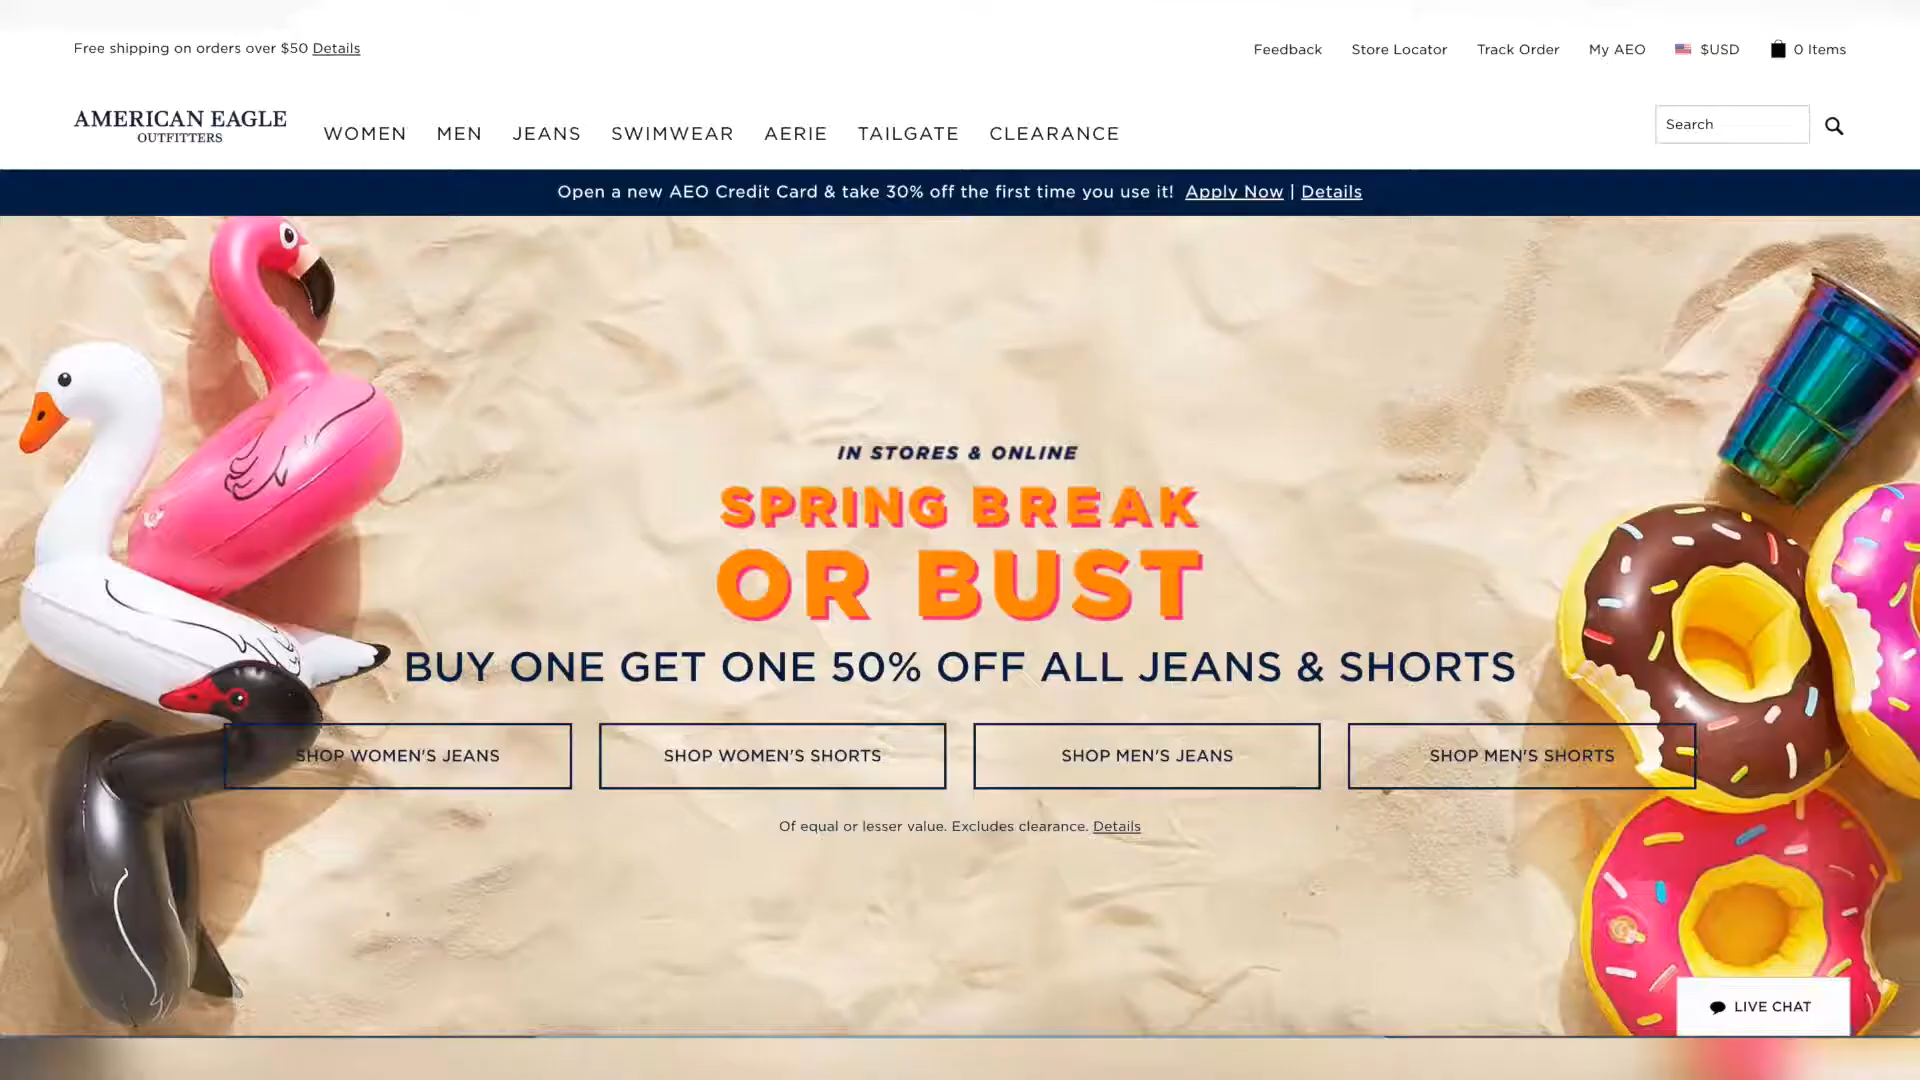 Free shipping on orders over $50 Details
Feedback
Store Locator
Track Order
My AEO
$USD
0 Items
AMERICAN EAGLE
OUTFITTERS
WOMEN
MEN
JEANS
SWIMWEAR
AERIE
TAILGATE
CLEARANCE
Search
Open a new AEO Credit Card & take 30% off the first time you use it! Apply Now | Details
IN STORES & ONLINE
SPRING BREAK
OR BUST
BUY ONE GET ONE 50% OFF ALL JEANS & SHORTS
SHOP WOMEN'S JEANS
SHOP WOMEN'S SHORTS
SHOP MEN'S JEANS
SHOP MEN'S SHORTS
Of equal or lesser value. Excludes clearance. Details
LIVE CHAT